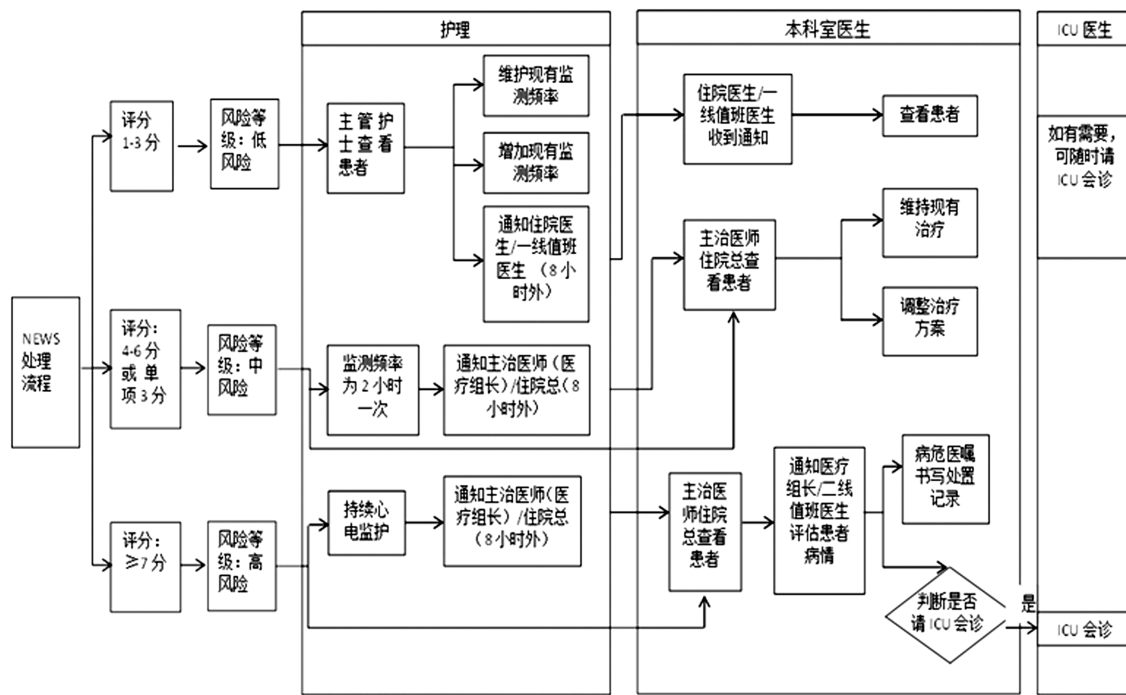 护理
本科室医生
ICU 医生
NEWS
处理
流程
评分
1-3 分
风险等
级：低
风险
主管护
士查看
患者
维护现有监
测频率
增加现有监
测频率
通知住院医
生/一线值班
医生 （8 小
时外）
住院医生/一
线值班医生
收到通知
查看患者
如有需要，
可随时请
ICU 会诊
评分：
4-6 分
或 单
项 3 分
风险等
级：中
风险
监测频率
为 2 小时
一次
通知主治医师（医
疗组长）/住院总（8
小时外）
主治医师
住院总查
看患者
维持现有
治疗
调整治疗
方案
评分：
≥7 分
风险等
级：高
风险
持续心
电监护
通知主治医师（医
疗组长）/住院总
（8 小时外）
主治医
师住院
总查看
患者
通知医疗
组长/二线
值班医生
评估患者
病情
病危医嘱
书写处置
记录
判断是否
请 ICU 会诊
是
ICU 会诊